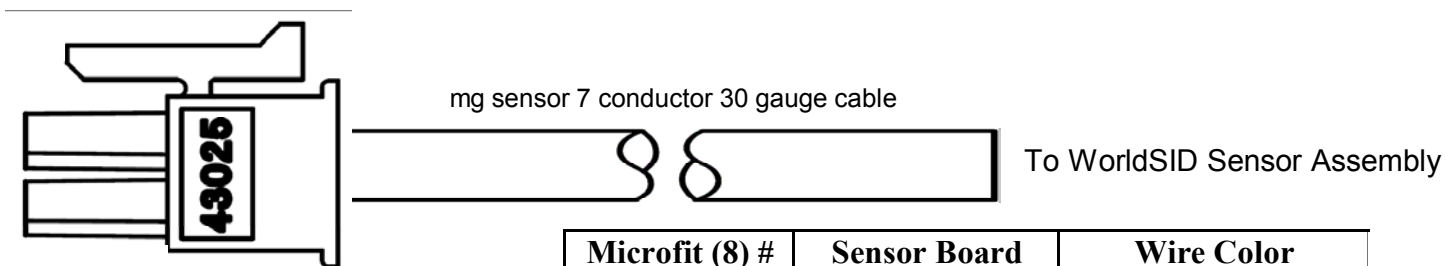 43025
mg sensor 7 conductor 30 gauge cable
To WorldSID Sensor Assembly
Microfit (8) # Sensor Board Wire Color